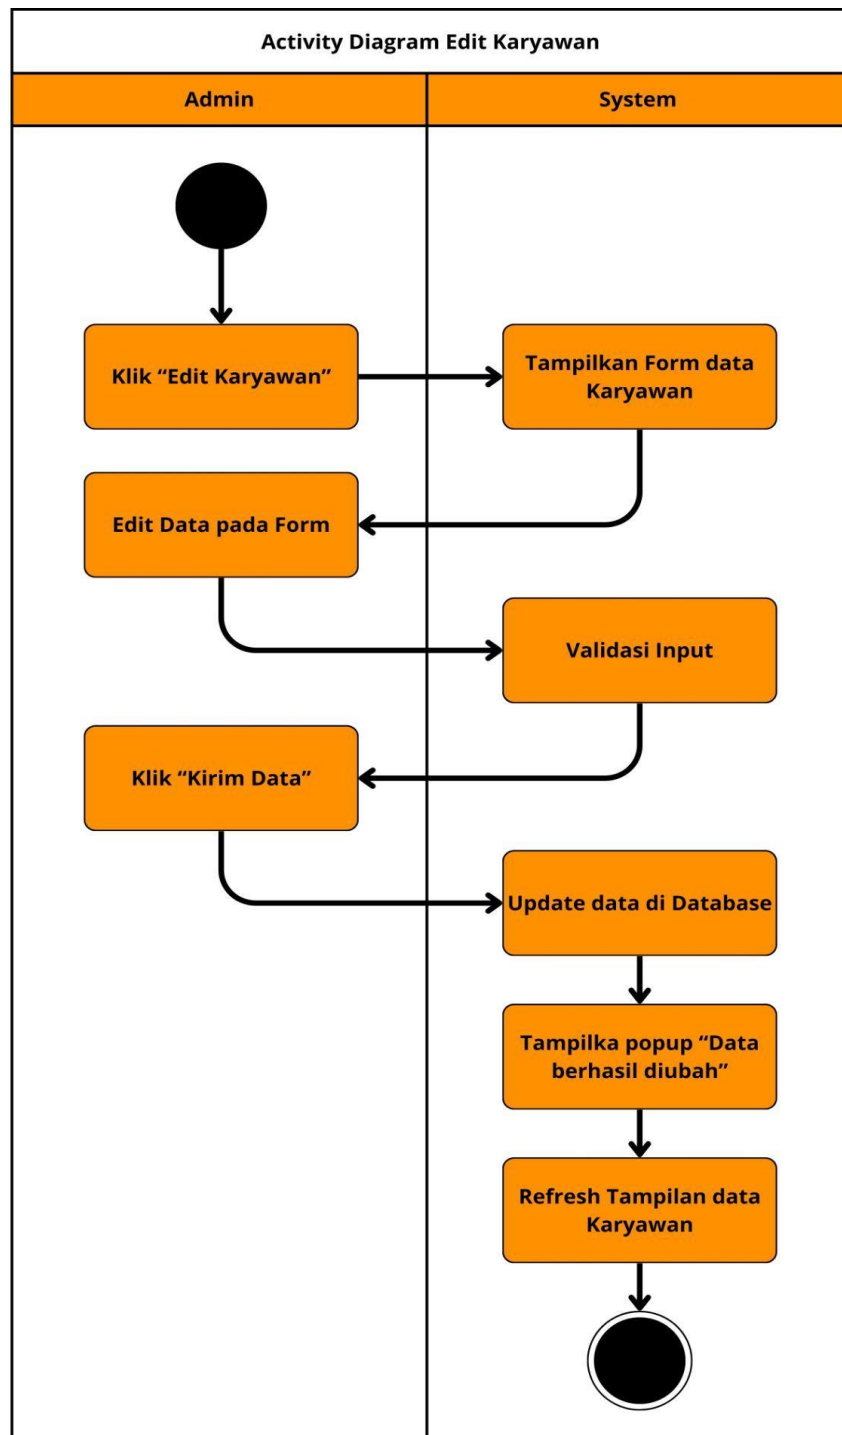 Activity Diagram Edit Karyawan
Admin
System
Klik “Edit Karyawan”
Tampilkan Form data
Karyawan
Edit Data pada Form
Validasi Input
Klik “Kirim Data”
Update data di Database
Tampilka popup “Data
berhasil diubah”
Refresh Tampilan data
Karyawan